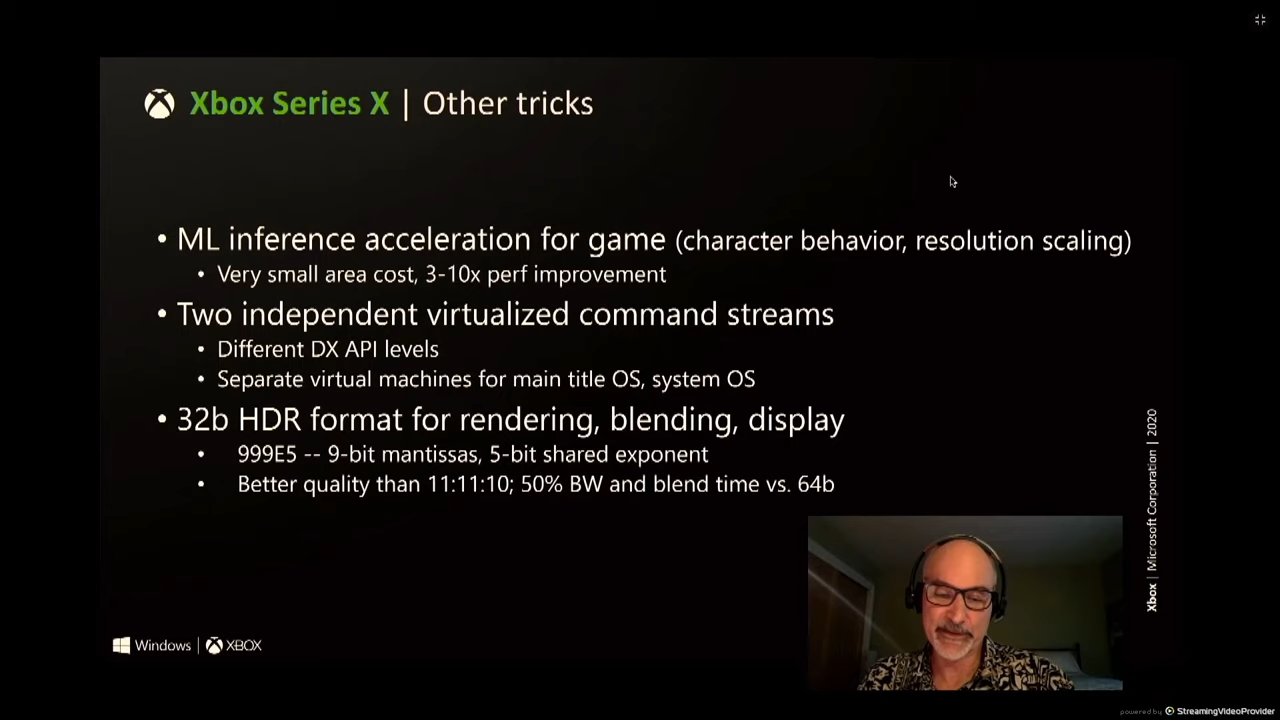 Xbox Series X | Other tricks
• ML inference acceleration for game (character behavior, resolution scaling)
• Very small area cost, 3-10x perf improvement
• Two independent virtualized command streams
• Different DX API levels
• Separate virtual machines for main title OS, system OS
• 32b HDR format for rendering, blending, display
• 999E5 -- 9-bit mantissas, 5-bit shared exponent
• Better quality than 11:11:10; 50% BW and blend time vs. 64b
Xbox | Microsoft Corporation | 2020
Windows | XBOX
powered by StreamingVideoProvider